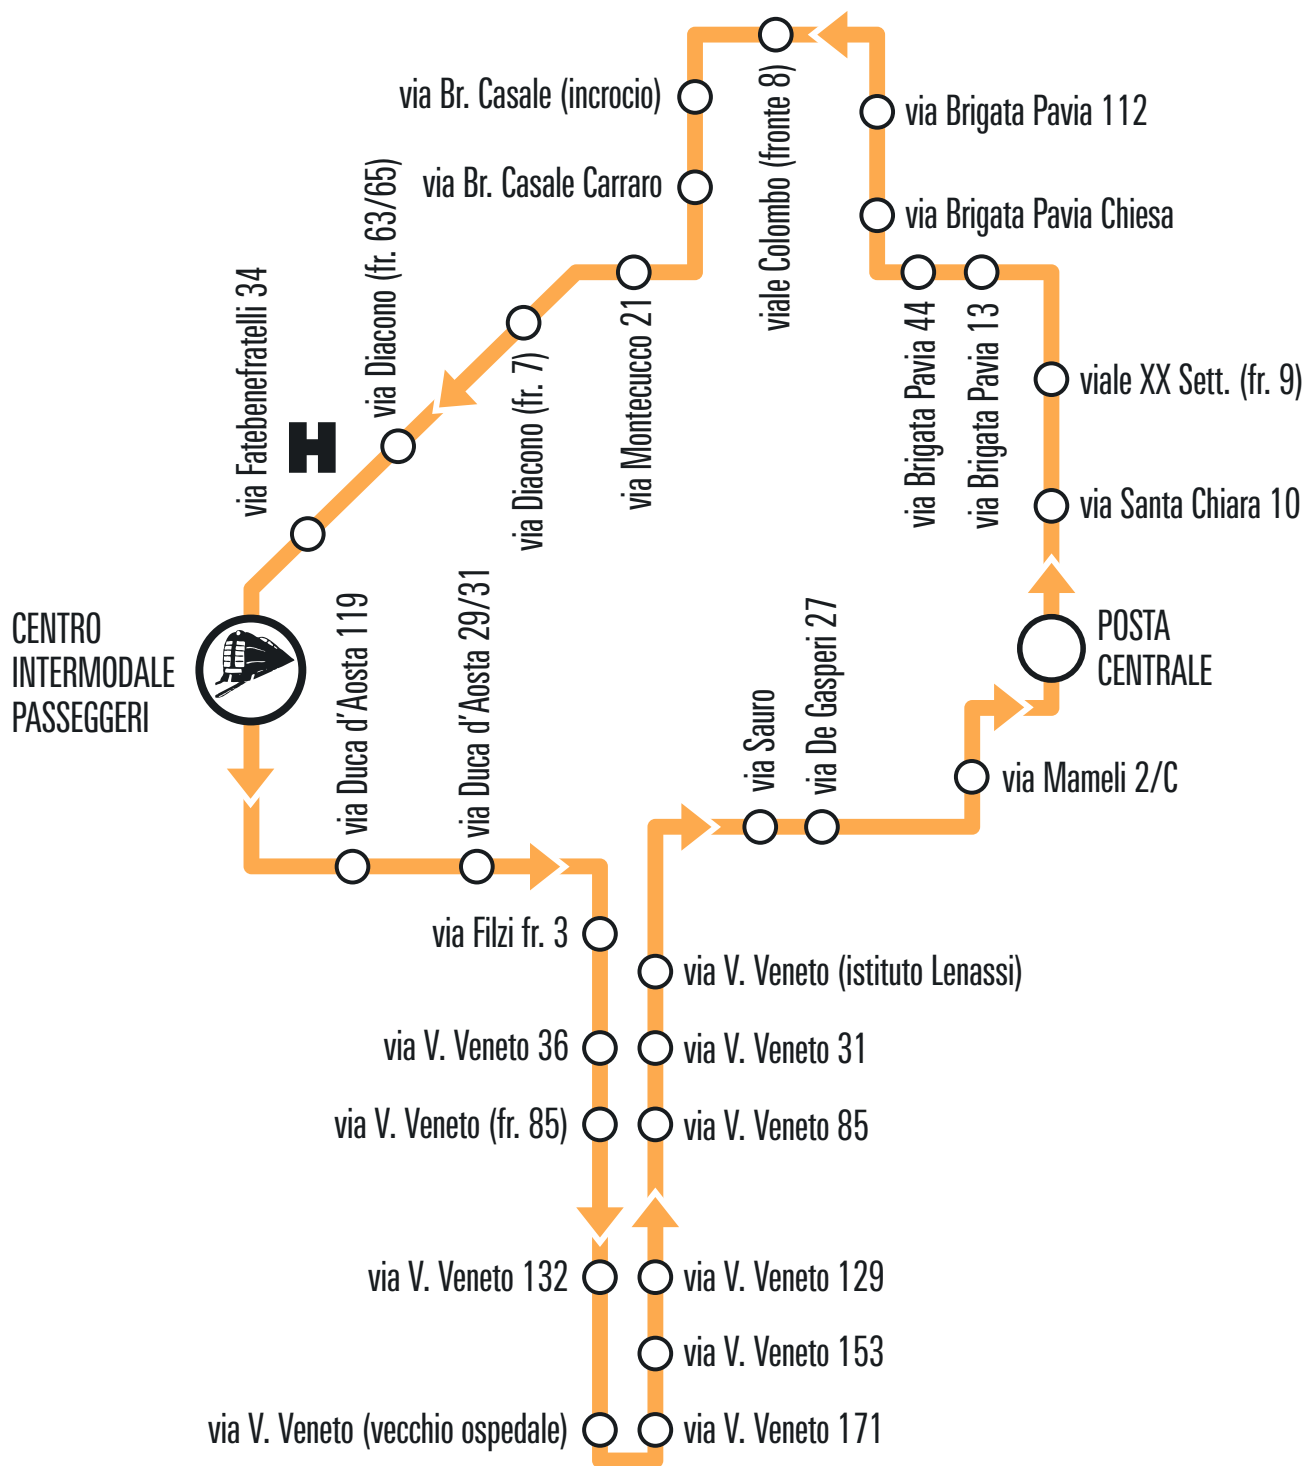 via Br. Casale (incrocio)
via Br. Casale Carraro
viale Colombo (fronte 8)
via Brigata Pavia 112
via Brigata Pavia Chiesa
via Fatebenefratelli 34
H
via Diacono (fr. 63/65)
via Diacono (fr. 7)
via Montecucco 21
via Brigata Pavia 44
via Brigata Pavia 13
viale XX Sett. (fr. 9)
via Santa Chiara 10
CENTRO
INTERMODALE
PASSEGGERI
via Duca d'Aosta 119
via Duca d'Aosta 29/31
via Sauro
via De Gasperi 27
POSTA
CENTRALE
via Mameli 2/C
via Filzi fr. 3
via V. Veneto (istituto Lenassi)
via V. Veneto 36
via V. Veneto 31
via V. Veneto (fr. 85)
via V. Veneto 85
via V. Veneto 132
via V. Veneto 129
via V. Veneto 153
via V. Veneto (vecchio ospedale)
via V. Veneto 171